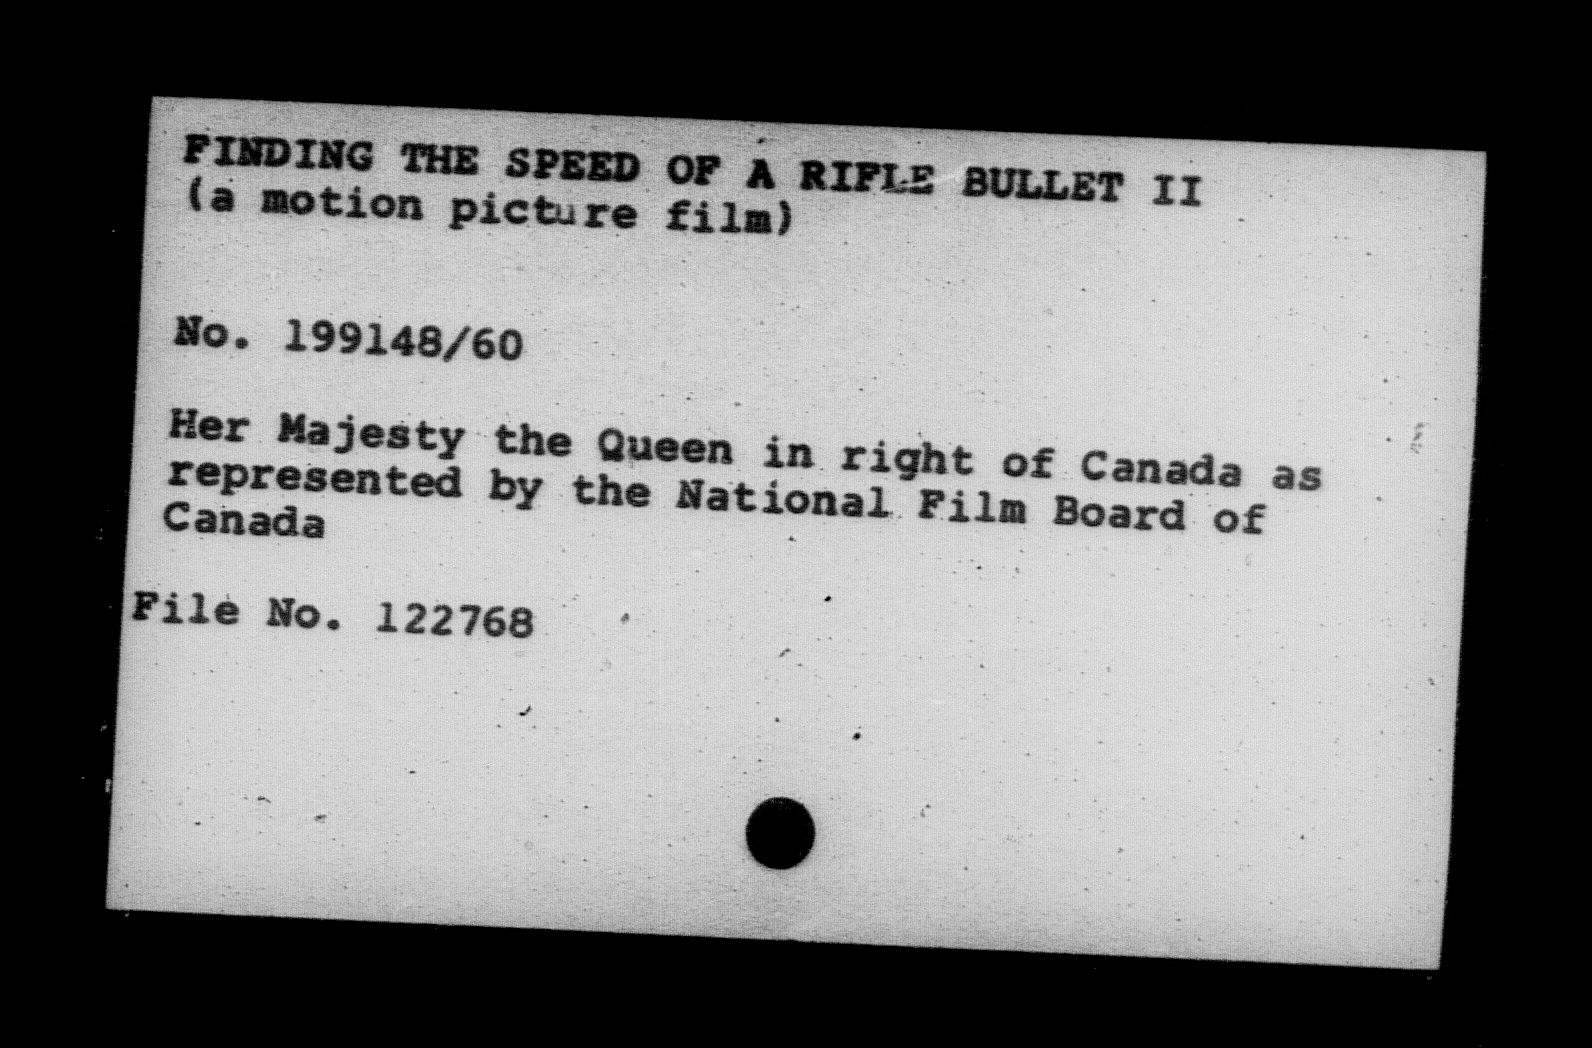 FINDING THE SPEED OF A RIFLE BULLET II
(a motion picture film)
No. 199148/60
Her Majesty the Queen in right of Canada as
represented by the National Film Board of
Canada
File No. 122768